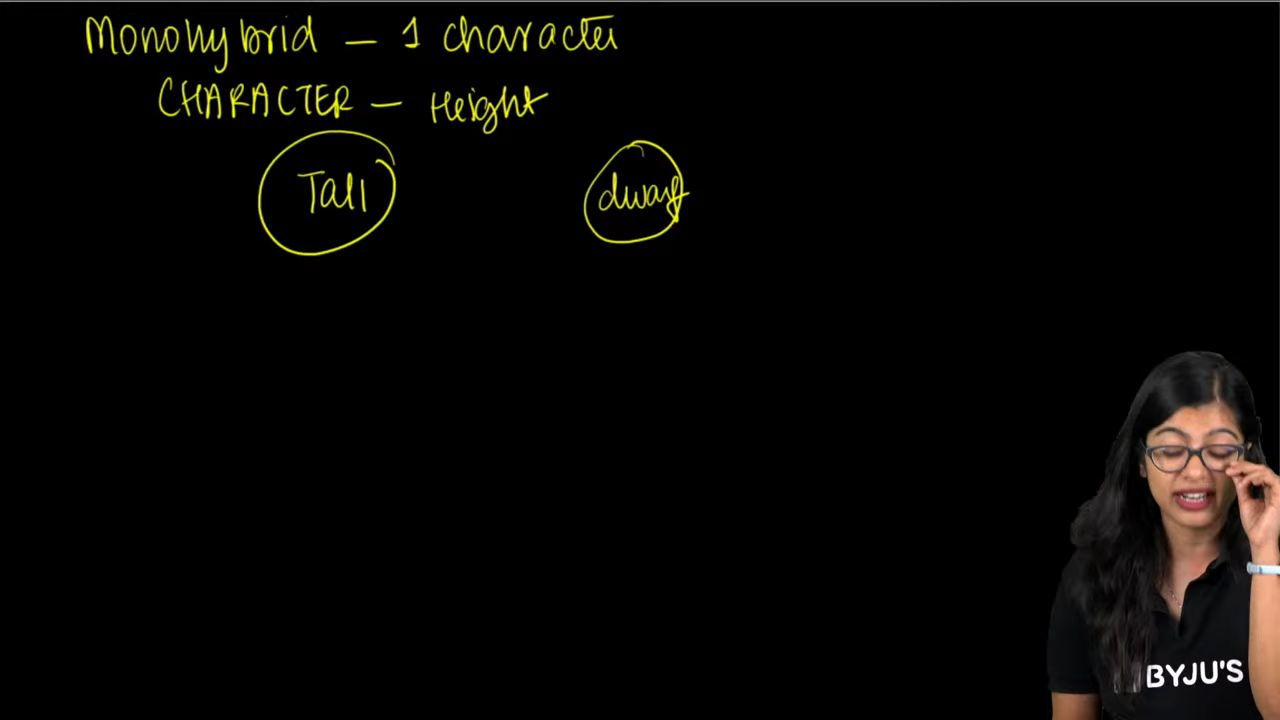 Monohybrid – 1 character
CHARACTER – Height
Tall dwarf
BYJU'S